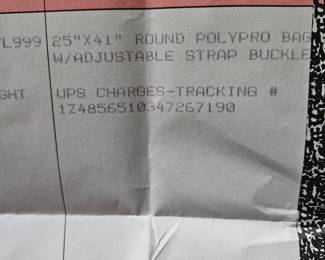 L999 25"X41" ROUND POLYPRO BAG
W/ADJUSTABLE STRAP BUCKLE
GHT UPS CHARGES-TRACKING #
1Z4856510347267190